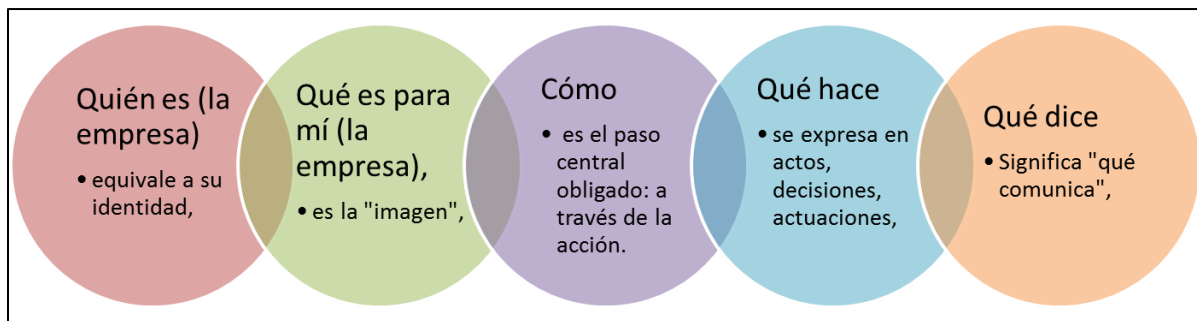 Quién es (la
empresa)
• equivale a su
identidad,
Qué es para
mí (la
empresa),
• es la "imagen",
Cómo
• es el paso
central
obligado: a
través de la
acción.
Qué hace
• se expresa en
actos,
decisiones,
actuaciones,
Qué dice
• Significa "qué
comunica",